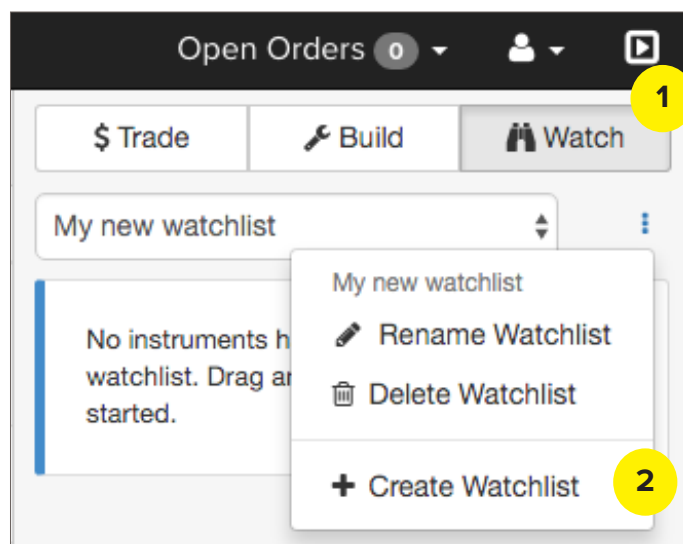 Open Orders 0
1
$ Trade
Build
Watch
My new watchlist
My new watchlist
No instruments h
Rename Watchlist
watchlist. Drag
Delete Watchlist
started.
+ Create Watchlist
2